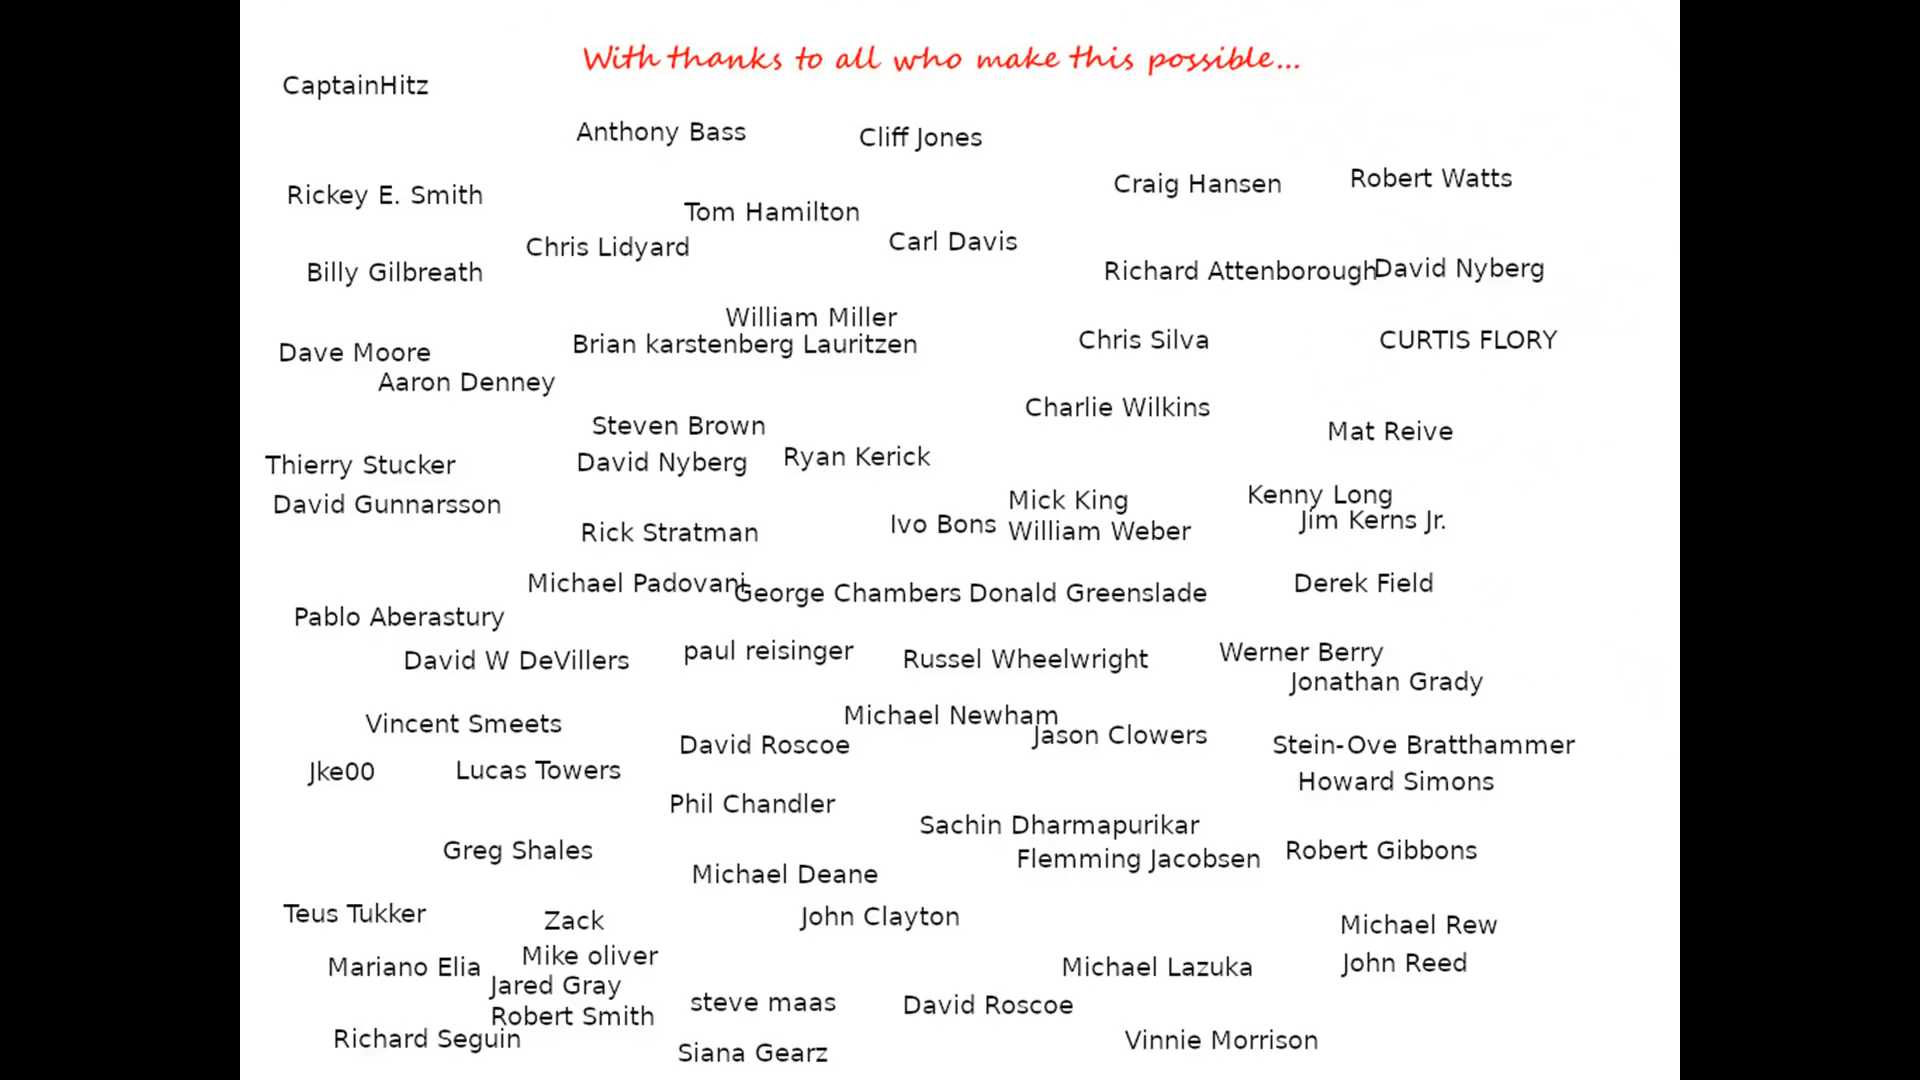 With thanks to all who make this possible...
CaptainHitz
Anthony Bass
Cliff Jones
Craig Hansen
Robert Watts
Rickey E. Smith
Tom Hamilton
Chris Lidyard
Carl Davis
Billy Gilbreath
Richard Attenborough
David Nyberg
William Miller
Brian karstenberg Lauritzen
Chris Silva
CURTIS FLORY
Dave Moore
Aaron Denney
Charlie Wilkins
Steven Brown
Mat Reive
Thierry Stucker
David Nyberg
Ryan Kerick
David Gunnarsson
Mick King
Kenny Long
Rick Stratman
Ivo Bons
William Weber
Jim Kerns Jr.
Michael Padovani
George Chambers
Donald Greenslade
Derek Field
Pablo Aberastury
David W DeVillers
paul reisinger
Russel Wheelwright
Werner Berry
Jonathan Grady
Vincent Smeets
Michael Newham
David Roscoe
Jason Clowers
Stein-Ove Bratthammer
Jke00
Lucas Towers
Howard Simons
Phil Chandler
Sachin Dharmapurikar
Greg Shales
Flemming Jacobsen
Robert Gibbons
Michael Deane
Teus Tukker
Zack
John Clayton
Michael Rew
Mariano Elia
Mike oliver
Michael Lazuka
John Reed
Jared Gray
Robert Smith
steve maas
David Roscoe
Richard Seguin
Siana Gearz
Vinnie Morrison